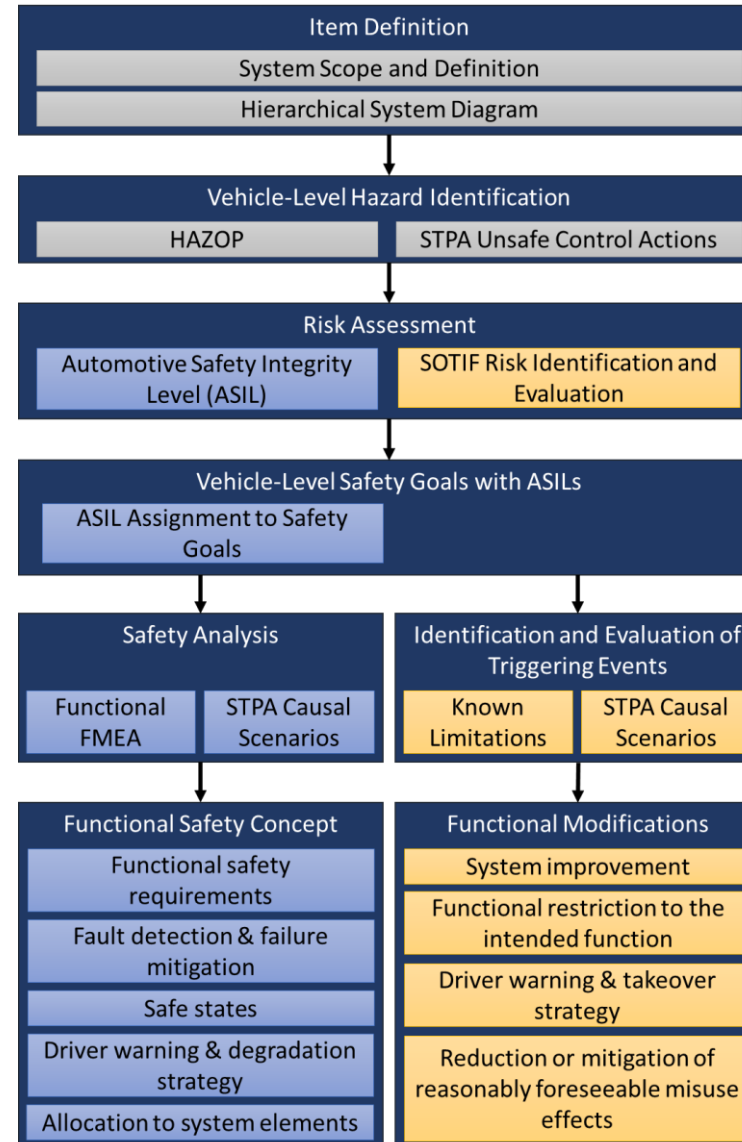 Item Definition
System Scope and Definition
Hierarchical System Diagram
Vehicle-Level Hazard Identification
HAZOP
STPA Unsafe Control Actions
Risk Assessment
Automotive Safety Integrity
Level (ASIL)
SOTIF Risk Identification and
Evaluation
Vehicle-Level Safety Goals with ASILs
ASIL Assignment to Safety
Goals
Safety Analysis
Functional
FMEA
STPA Causal
Scenarios
Identification and Evaluation of
Triggering Events
Known
Limitations
STPA Causal
Scenarios
Functional Safety Concept
Functional safety
requirements
Fault detection & failure
mitigation
Safe states
Driver warning & degradation
strategy
Allocation to system elements
Functional Modifications
System improvement
Functional restriction to the
intended function
Driver warning & takeover
strategy
Reduction or mitigation of
reasonably foreseeable misuse
effects